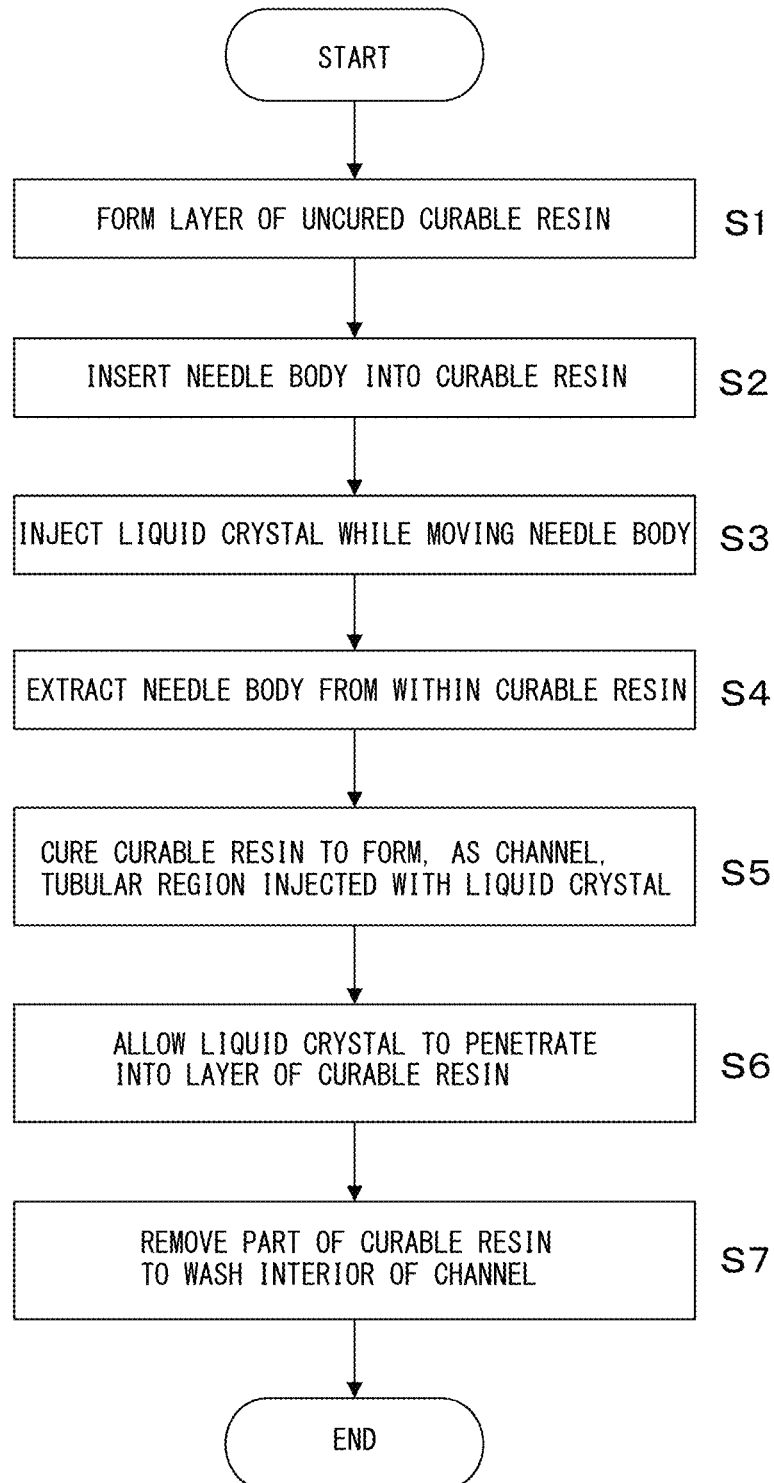 START
FORM LAYER OF UNCURED CURABLE RESIN S1
INSERT NEEDLE BODY INTO CURABLE RESIN S2
INJECT LIQUID CRYSTAL WHILE MOVING NEEDLE BODY S3
EXTRACT NEEDLE BODY FROM WITHIN CURABLE RESIN S4
CURE CURABLE RESIN TO FORM, AS CHANNEL,
TUBULAR REGION INJECTED WITH LIQUID CRYSTAL
S5
ALLOW LIQUID CRYSTAL TO PENETRATE
INTO LAYER OF CURABLE RESIN
S6
REMOVE PART OF CURABLE RESIN
TO WASH INTERIOR OF CHANNEL
S7
END